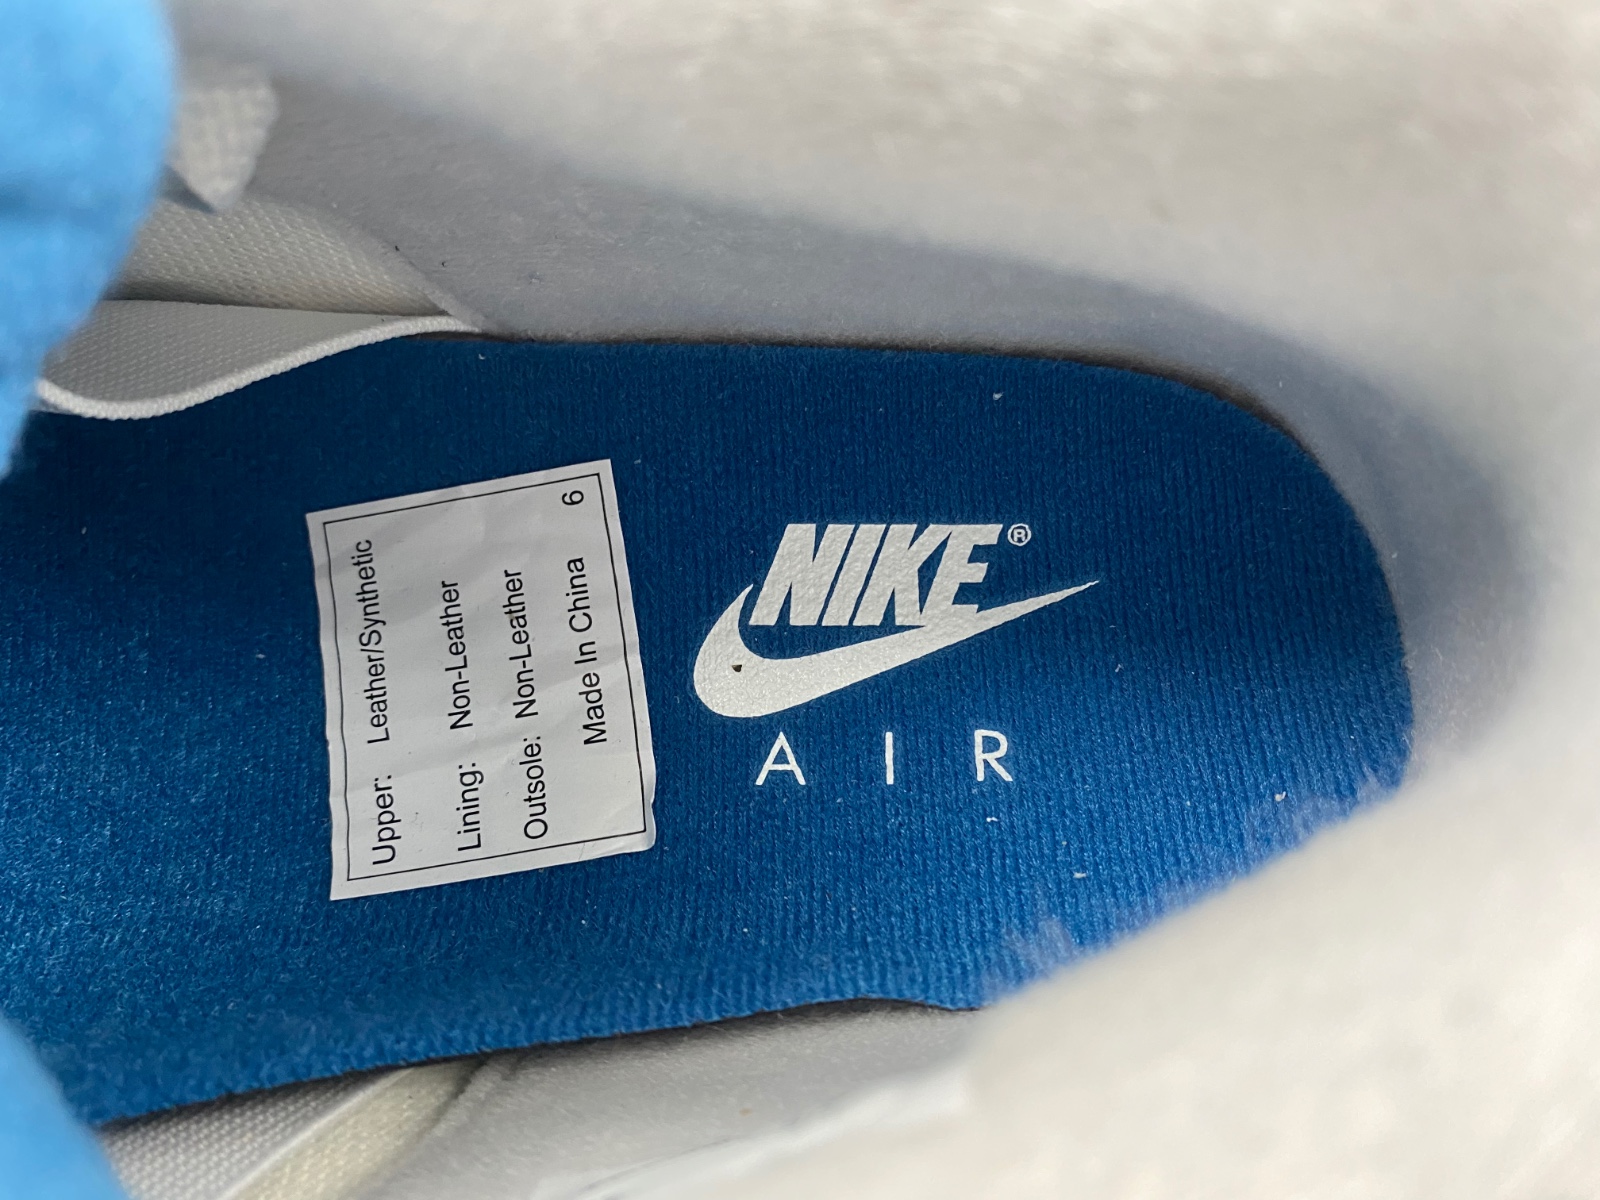 Upper: Leather/Synthetic
Lining: Non-Leather
Outsole: Non-Leather
Made In China 6
NIKE®
AIR